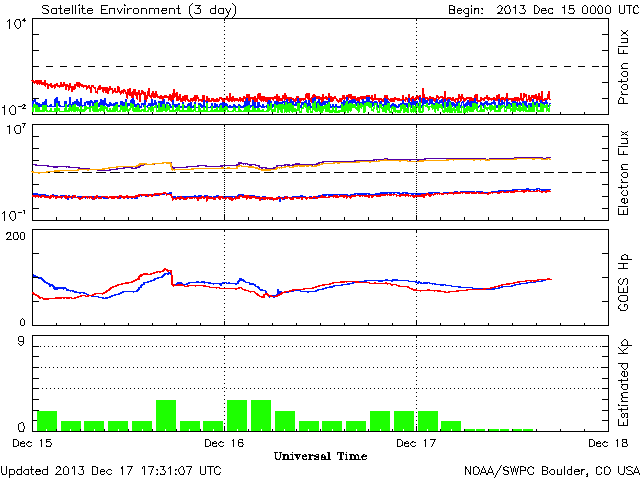 Satellite Environment (3 day)
Begin: 2013 Dec 15 0000 UTC
10⁴
10⁻²
Proton Flux
10⁷
10⁻¹
Electron Flux
200
0
GOES Hp
9
0
Estimated Kp
Dec 15 Dec 16 Dec 17 Dec 18
Universal Time
Updated 2013 Dec 17 17:31:07 UTC
NOAA/SWPC Boulder, CO USA